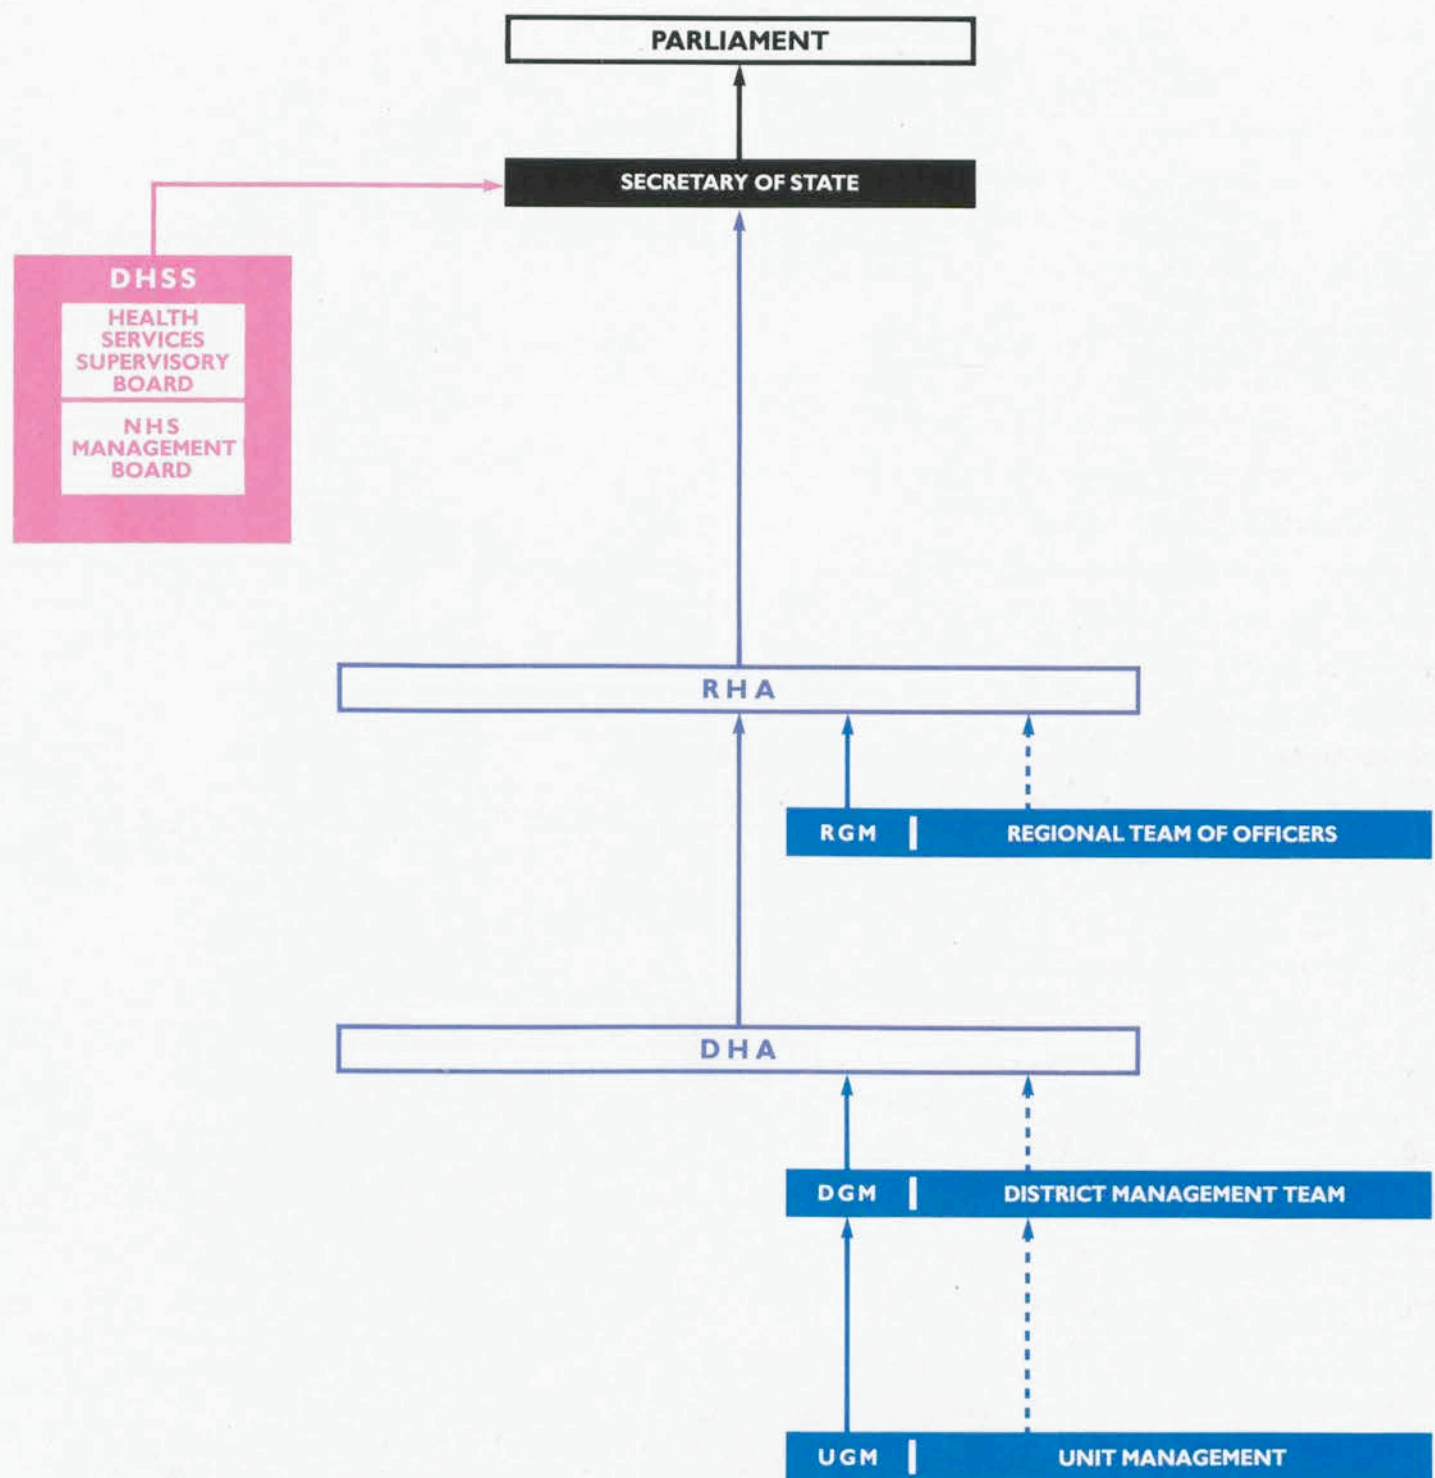 PARLIAMENT
SECRETARY OF STATE
DHSS
HEALTH
SERVICES
SUPERVISORY
BOARD
NHS
MANAGEMENT
BOARD
RHA
RGM
REGIONAL TEAM OF OFFICERS
DHA
DGM
DISTRICT MANAGEMENT TEAM
UGM
UNIT MANAGEMENT